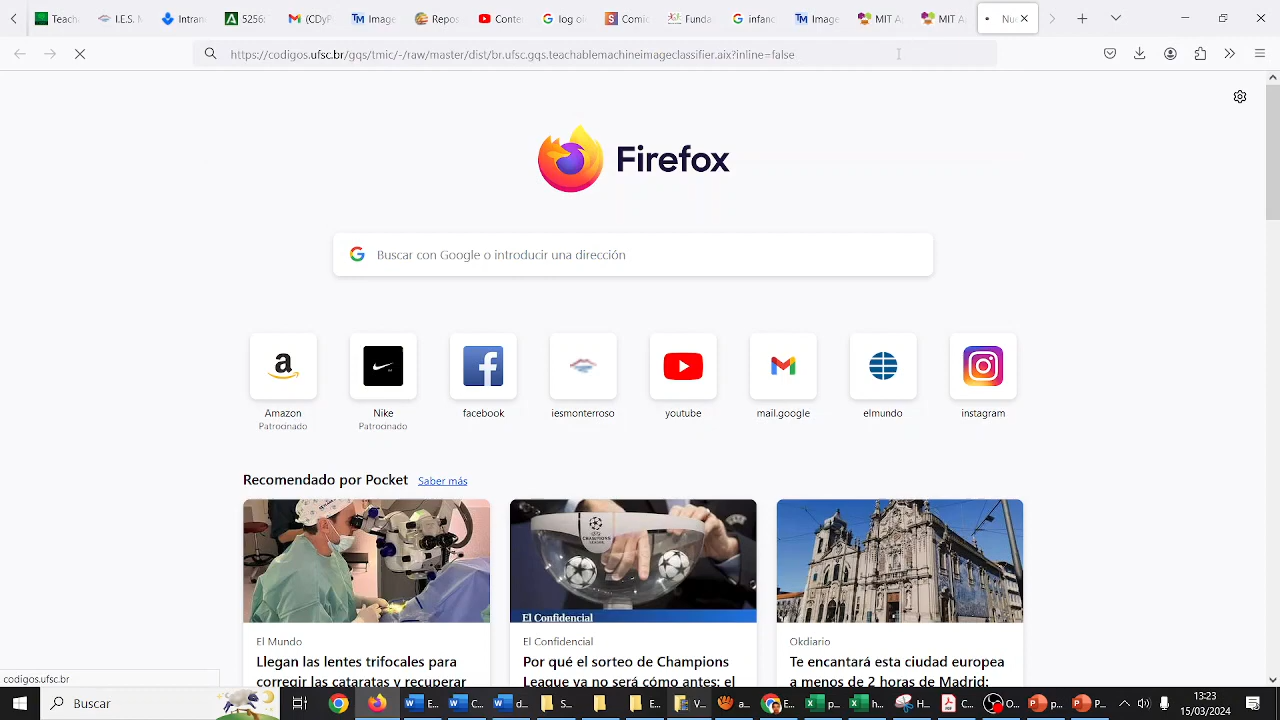 Teach
I.E.S. M
Intran
5256
(CDyP
Image
Repos
Conte
log oi
Comic
Funda
infanc
Image
MIT A
MIT A
Nu
https://codigos.ufsc.br/gqs/tmic/-/raw/master/dist/br.ufsc.gqs.teachablemachineimageclassifier.aix?inline=false
Firefox
Buscar con Google o introducir una dirección
Amazon
Patrocinado
Nike
Patrocinado
facebook
iesmonterroso
youtube
mail.google
elmundo
instagram
Recomendado por Pocket Saber más
El Confidencial
El Mundo
El Confidencial
Okdiario
Llegan las lentes trifocales para
corregir las cataratas y recuperar
Por qué el sorteo de Champions
League ya no será cómo antes: el
Te encantará esta ciudad europea
a menos de 2 horas de Madrid:
codigos.ufsc.br
Buscar
C...
C...
d...
S...
E...
V...
a...
E...
p...
h...
C...
O...
P...
P...
13:23
15/03/2024